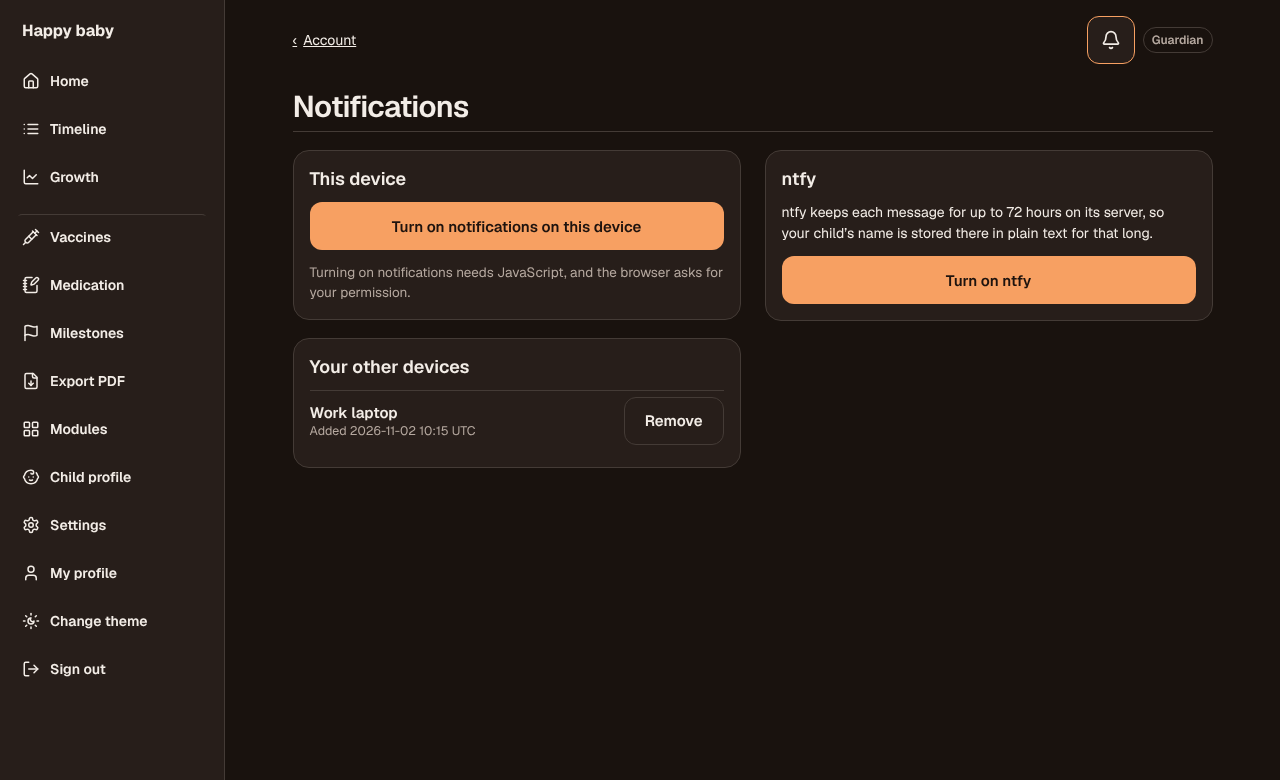 Happy baby
Home
Timeline
Growth
Vaccines
Medication
Milestones
Export PDF
Modules
Child profile
Settings
My profile
Change theme
Sign out
‹ Account
Guardian
Notifications
This device
Turn on notifications on this device
Turning on notifications needs JavaScript, and the browser asks for
your permission.
Your other devices
Work laptop
Added 2026-11-02 10:15 UTC
Remove
ntfy
ntfy keeps each message for up to 72 hours on its server, so
your child’s name is stored there in plain text for that long.
Turn on ntfy